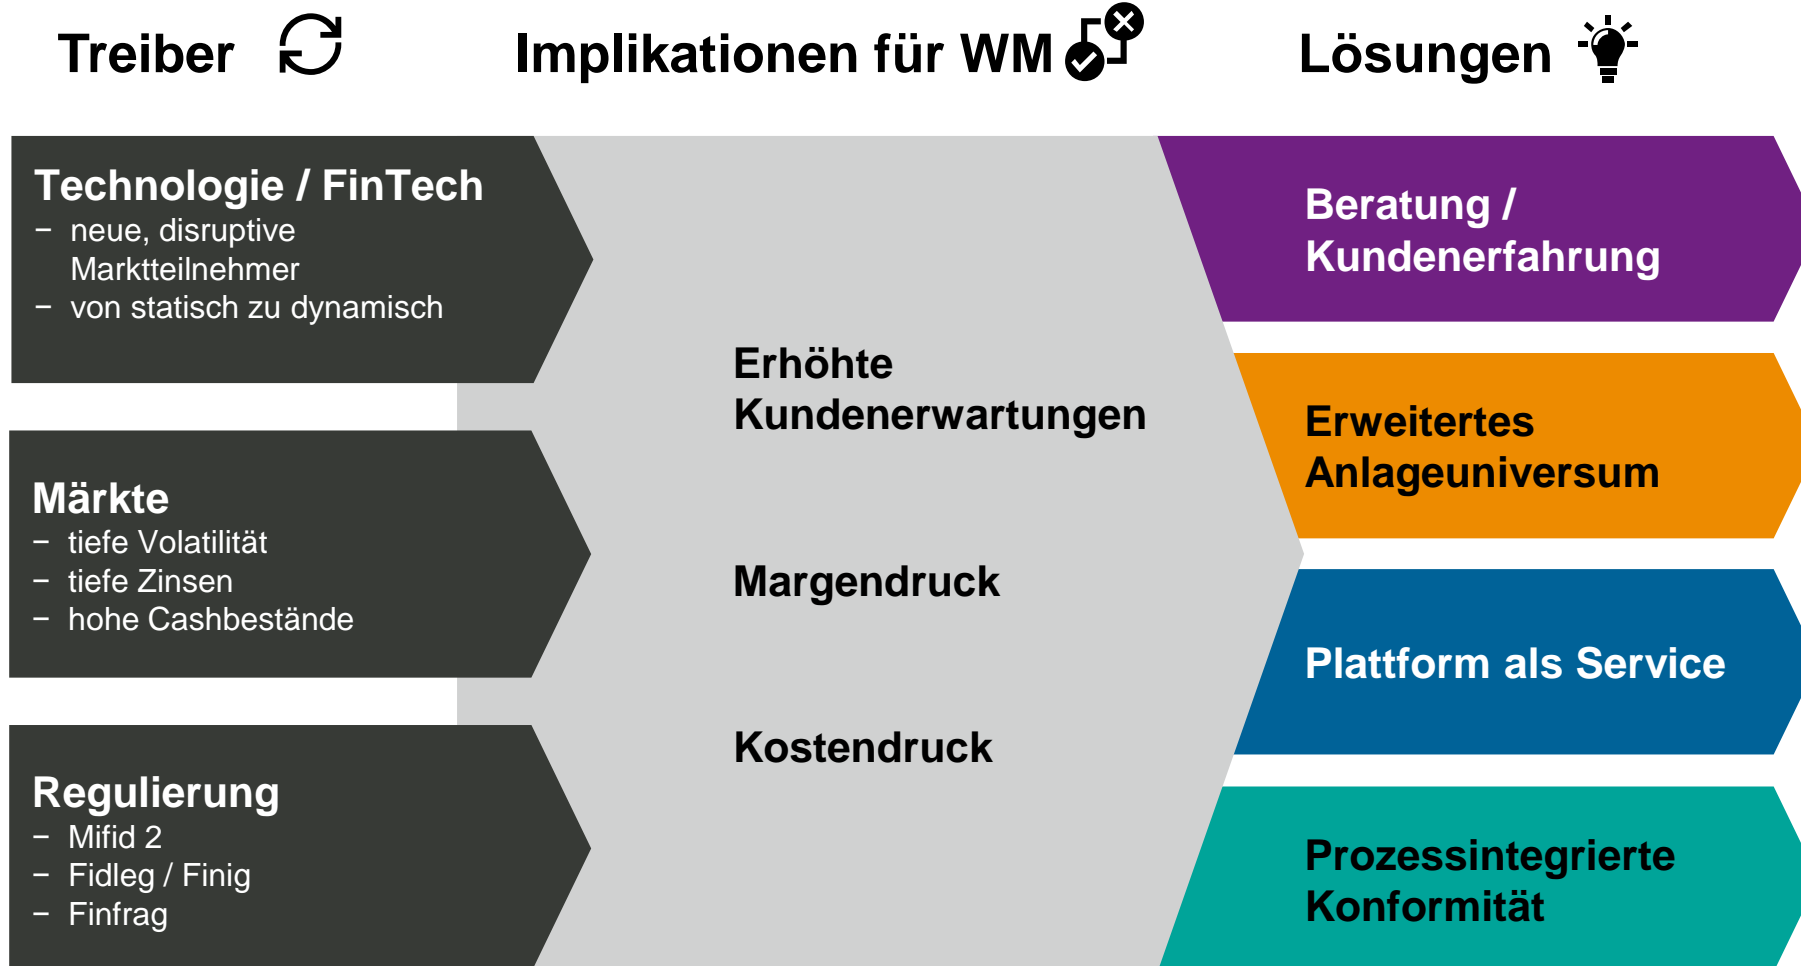 Treiber
Implikationen für WM
Lösungen
Technologie / FinTech
− neue, disruptive
Marktteilnehmer
− von statisch zu dynamisch
Märkte
− tiefe Volatilität
− tiefe Zinsen
− hohe Cashbestände
Regulierung
− Mifid 2
− Fidleg / Finig
− Finfrag
Erhöhte
Kundenerwartungen
Margendruck
Kostendruck
Beratung /
Kundenerfahrung
Erweitertes
Anlageuniversum
Plattform als Service
Prozessintegrierte
Konformität